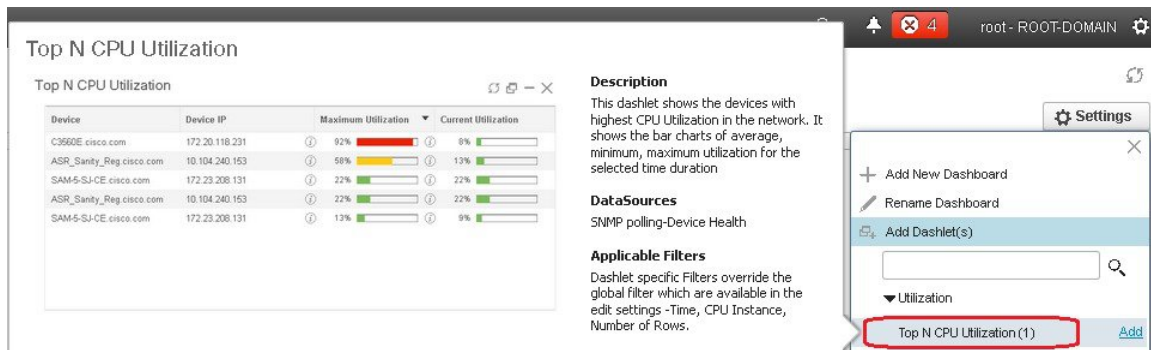 4 root - ROOT-DOMAIN
Top N CPU Utilization
Top N CPU Utilization
Device Device IP Maximum Utilization Current Utilization
C3560E.cisco.com 172.20.118.231 92% 8%
ASR_Sanity_Reg.cisco.com 10.104.240.153 58% 13%
SAM-5-SJ-CE.cisco.com 172.23.208.131 22% 22%
ASR_Sanity_Reg.cisco.com 10.104.240.153 22% 22%
SAM-5-SJ-CE.cisco.com 172.23.208.131 13% 9%
Description
This dashlet shows the devices with
highest CPU Utilization in the network. It
shows the bar charts of average,
minimum, maximum utilization for the
selected time duration
DataSources
SNMP polling-Device Health
Applicable Filters
Dashlet specific Filters override the
global filter which are available in the
edit settings -Time, CPU Instance,
Number of Rows.
Settings
Add New Dashboard
Rename Dashboard
Add Dashlet(s)
Utilization
Top N CPU Utilization (1) Add